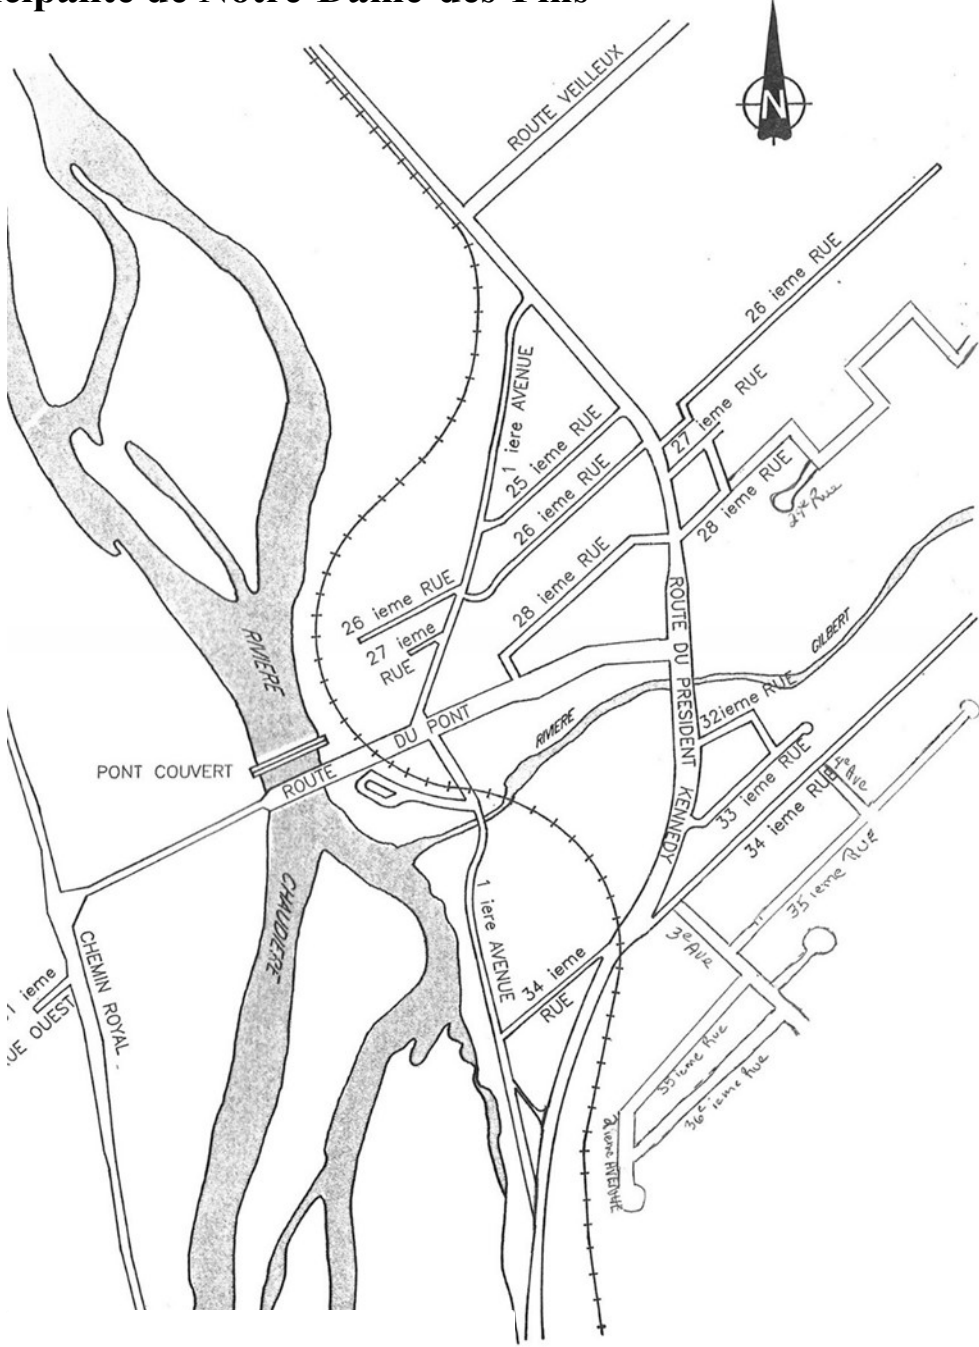 de Notre-Dame-des-Pins
N
ROUTE VEILLEUX
26 ieme RUE
1 iere AVENUE
25 ieme RUE
27 ieme RUE
26 ieme RUE
28 ieme RUE
29e Rue
28 ieme RUE
26 ieme RUE
27 ieme
RUE
ROUTE DU PRESIDENT KENNEDY
GILBERT
RIVIERE
RIVIERE
32ieme RUE
ROUTE DU PONT
PONT COUVERT
33 ieme RUE
4e Ave
34 ieme RUE
35 ieme RUE
CHAUDIERE
1 iere AVENUE
3e AVE
34 ieme
RUE
CHEMIN ROYAL
ieme
OUEST
35 ieme Rue
36e ieme Rue
2 ieme AVENUE